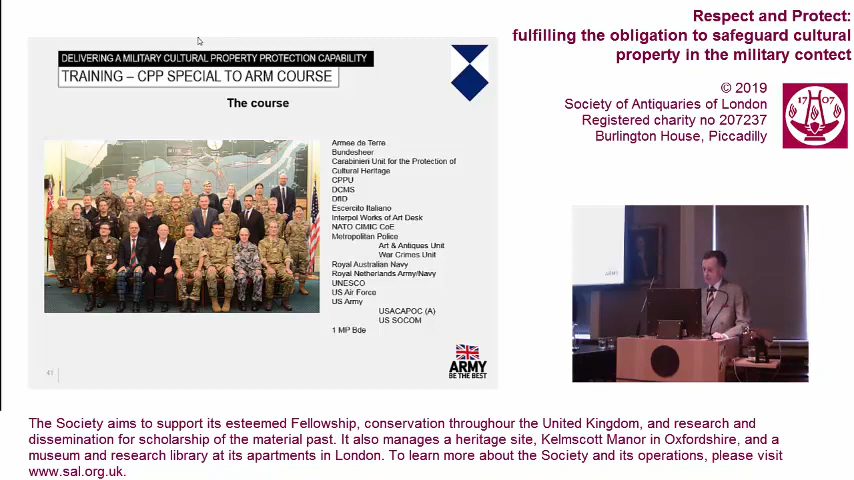 Respect and Protect:
fulfilling the obligation to safeguard cultural
property in the military contect
© 2019
Society of Antiquaries of London
Registered charity no 207237
Burlington House, Piccadilly
1707
DELIVERING A MILITARY CULTURAL PROPERTY PROTECTION CAPABILITY
TRAINING – CPP SPECIAL TO ARM COURSE
The course
Armee de Terre
Bundesheer
Carabinieri Unit for the Protection of
Cultural Heritage
CPPU
DCMS
DfID
Escercito Italiano
Interpol Works of Art Desk
NATO CIMIC CoE
Metropolitan Police
Art & Antiques Unit
War Crimes Unit
Royal Australian Navy
Royal Netherlands Army/Navy
UNESCO
US Air Force
US Army
USACAPOC (A)
US SOCOM
1 MP Bde
41
ARMY
BE THE BEST
The Society aims to support its esteemed Fellowship, conservation throughour the United Kingdom, and research and
dissemination for scholarship of the material past. It also manages a heritage site, Kelmscott Manor in Oxfordshire, and a
museum and research library at its apartments in London. To learn more about the Society and its operations, please visit
www.sal.org.uk.